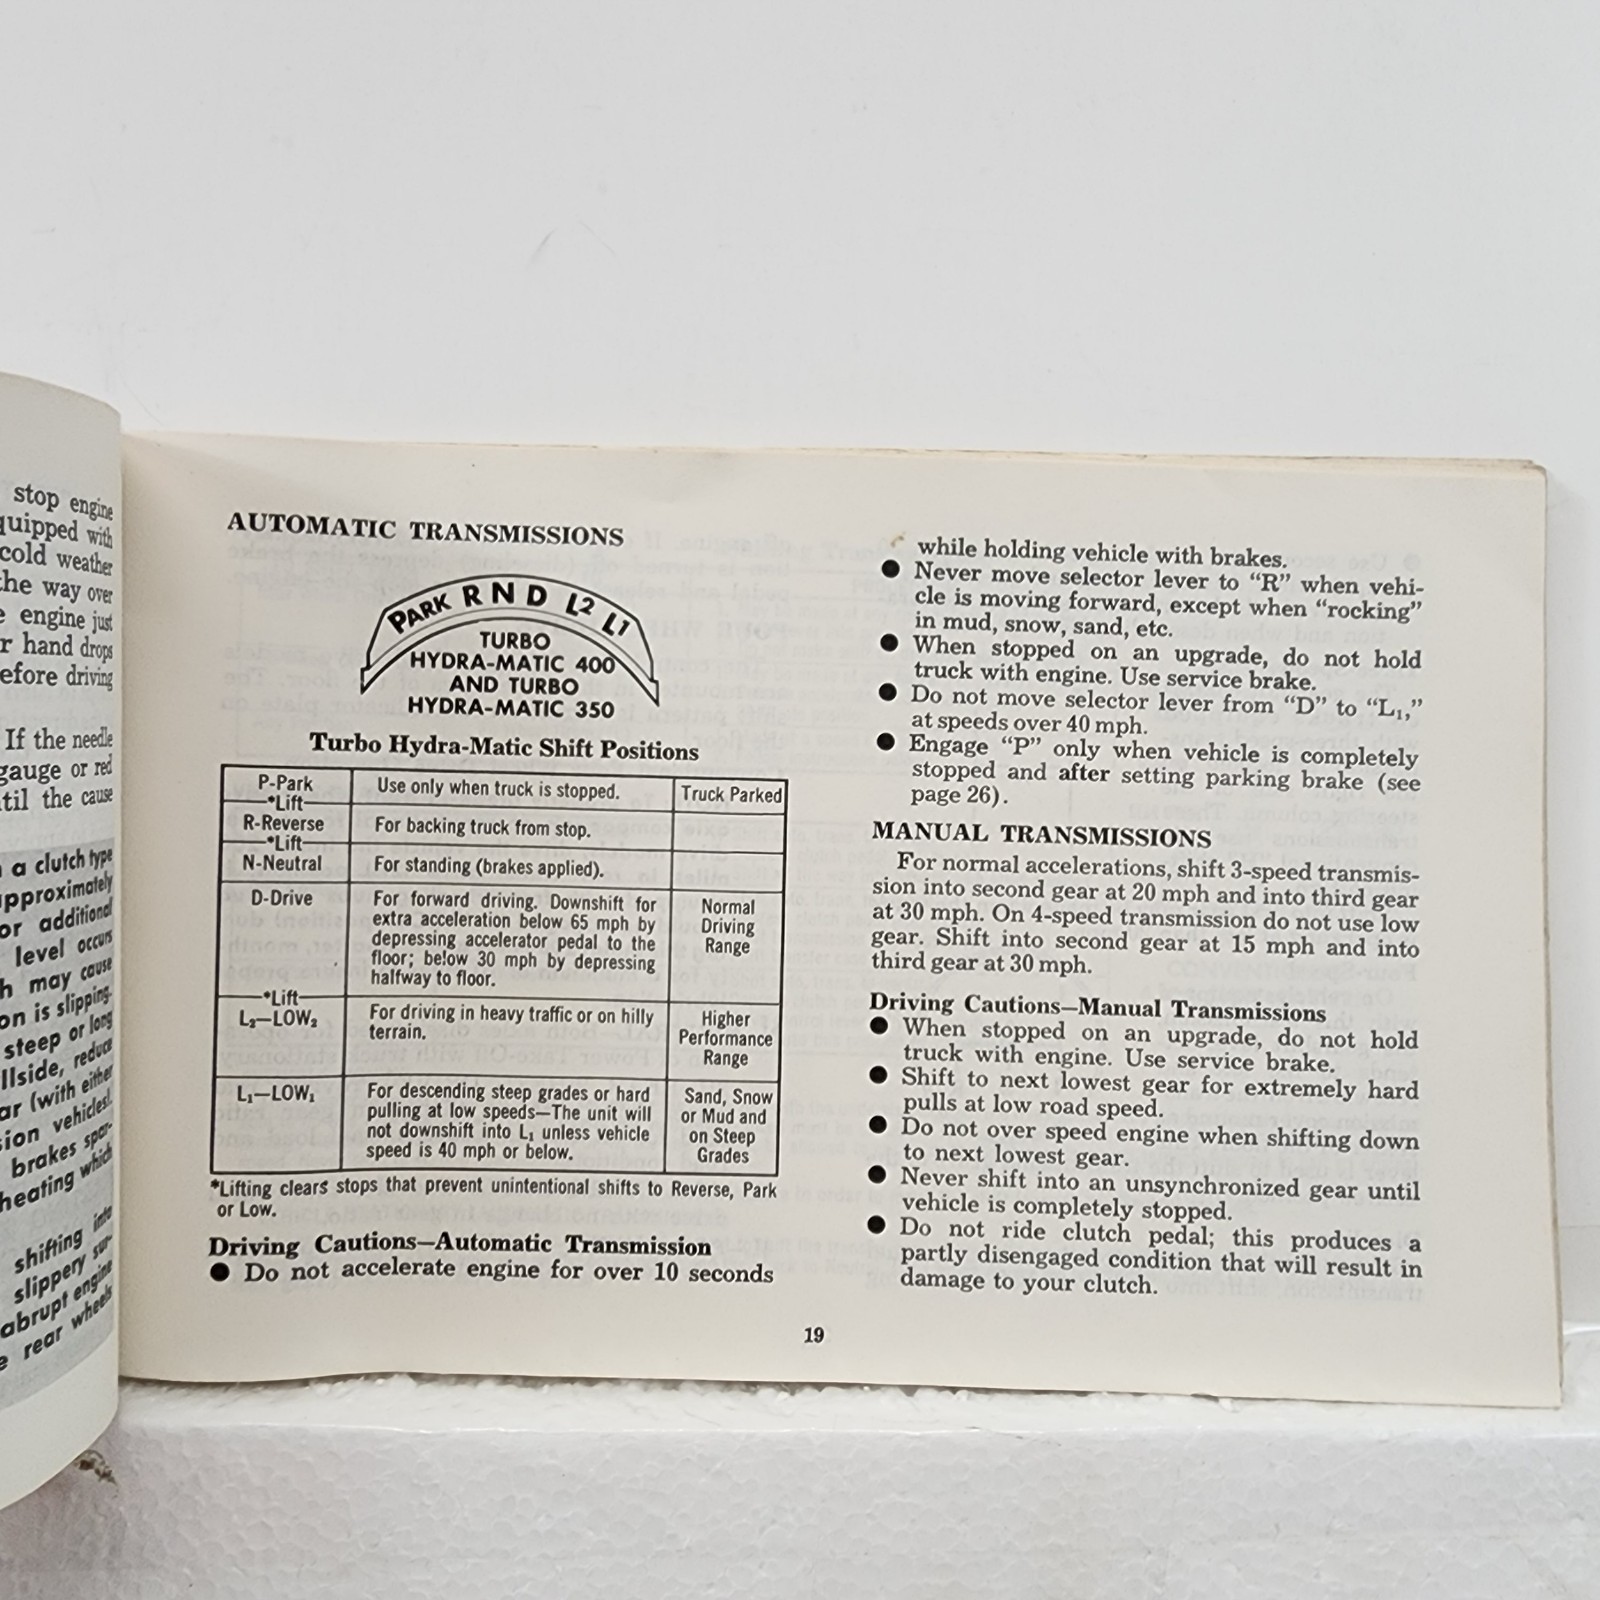 stop engine
quipped with
cold weather
the way over
engine just
r hand drops
efore driving
If the needle
gauge or red
til the cause
a clutch type
pproximately
or additional
level occurs
h may cause
on is slipping.
steep or long
llside, reduce
ar (with either
ion vehicles).
brakes spar-
heating which
shifting into
slippery sur-
abrupt engine
e rear wheels
AUTOMATIC TRANSMISSIONS
PARK R N D L2 L1
TURBO
HYDRA-MATIC 400
AND TURBO
HYDRA-MATIC 350
Turbo Hydra-Matic Shift Positions
P-Park Use only when truck is stopped. Truck Parked
*Lift
R-Reverse For backing truck from stop.
*Lift
N-Neutral For standing (brakes applied).
D-Drive For forward driving. Downshift for Normal
extra acceleration below 65 mph by Driving
depressing accelerator pedal to the Range
floor; below 30 mph by depressing
halfway to floor.
*Lift
L₂—LOW₂ For driving in heavy traffic or on hilly Higher
terrain. Performance
Range
L₁—LOW₁ For descending steep grades or hard Sand, Snow
pulling at low speeds—The unit will or Mud and
not downshift into L₁ unless vehicle on Steep
speed is 40 mph or below. Grades
*Lifting clears stops that prevent unintentional shifts to Reverse, Park
or Low.
Driving Cautions—Automatic Transmission
● Do not accelerate engine for over 10 seconds
while holding vehicle with brakes.
● Never move selector lever to “R” when vehi-
cle is moving forward, except when “rocking”
in mud, snow, sand, etc.
● When stopped on an upgrade, do not hold
truck with engine. Use service brake.
● Do not move selector lever from “D” to “L₁,”
at speeds over 40 mph.
● Engage “P” only when vehicle is completely
stopped and after setting parking brake (see
page 26).
MANUAL TRANSMISSIONS
For normal accelerations, shift 3-speed transmis-
sion into second gear at 20 mph and into third gear
at 30 mph. On 4-speed transmission do not use low
gear. Shift into second gear at 15 mph and into
third gear at 30 mph.
Driving Cautions—Manual Transmissions
● When stopped on an upgrade, do not hold
truck with engine. Use service brake.
● Shift to next lowest gear for extremely hard
pulls at low road speed.
● Do not over speed engine when shifting down
to next lowest gear.
● Never shift into an unsynchronized gear until
vehicle is completely stopped.
● Do not ride clutch pedal; this produces a
partly disengaged condition that will result in
damage to your clutch.
19